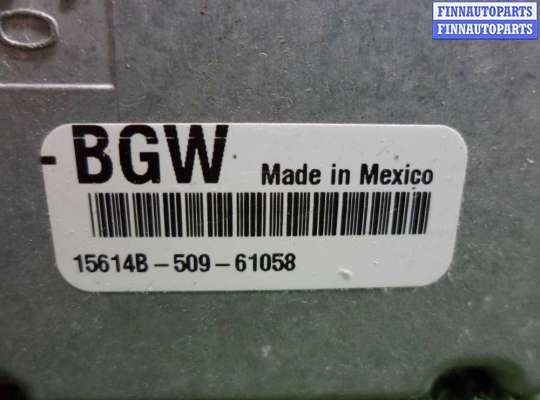 FINNAUTOPARTS
FINNAUTOPARTS
-BGW Made in Mexico
15614B-509-61058